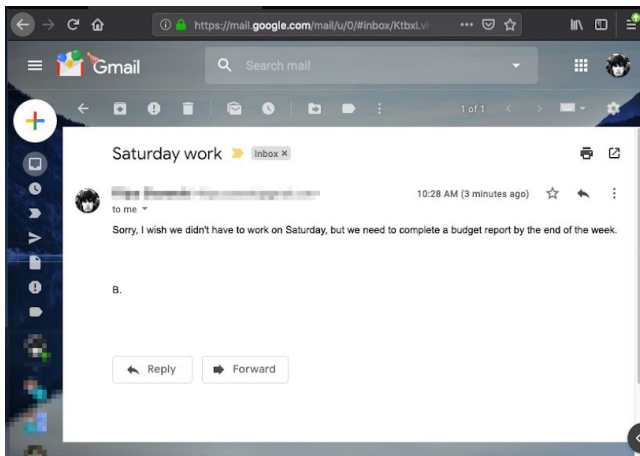 https://mail.google.com/mail/u/0/#inbox/KtbxLvH
Gmail
Search mail
1 of 1
Saturday work
Inbox ×
10:28 AM (3 minutes ago)
to me
Sorry, I wish we didn't have to work on Saturday, but we need to complete a budget report by the end of the week.
B.
Reply
Forward